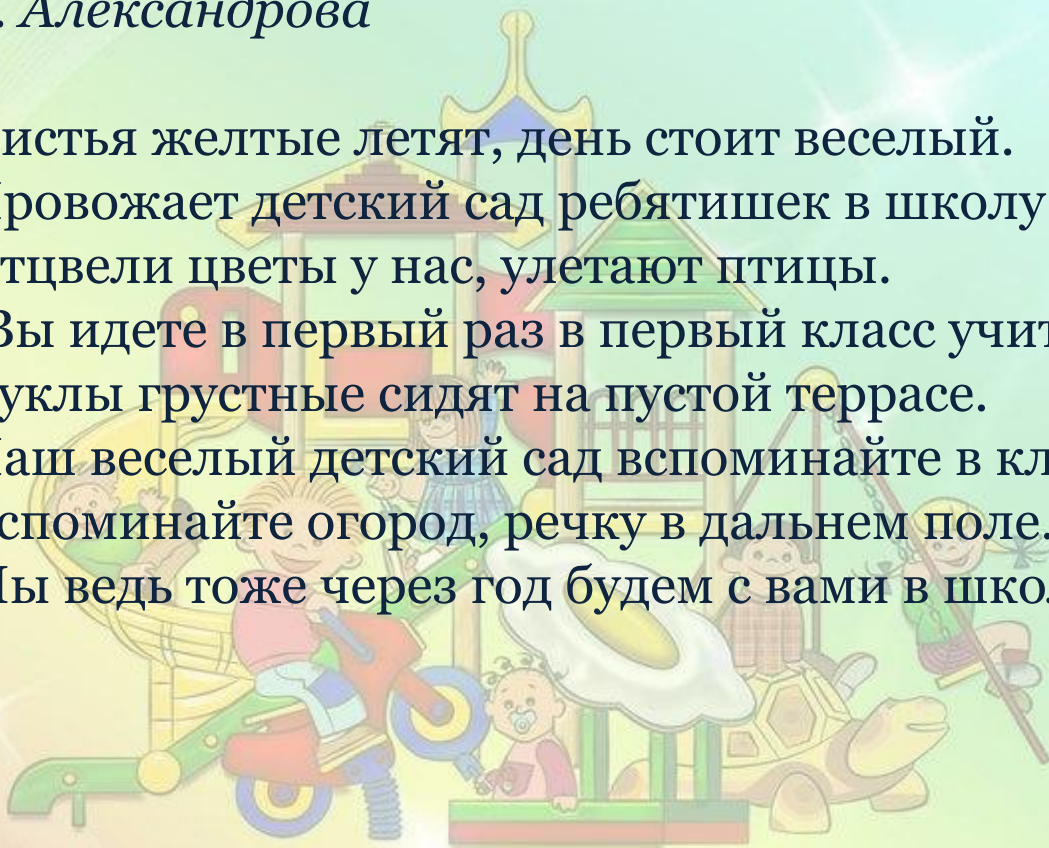 . Александрова
истья желтые летят, день стоит веселый.
ровожает детский сад ребятишек в школу
тцвели цветы у нас, улетают птицы.
Вы идете в первый раз в первый класс учит
уклы грустные сидят на пустой террасе.
аш веселый детский сад вспоминайте в кл
споминайте огород, речку в дальнем поле.
ы ведь тоже через год будем с вами в шко